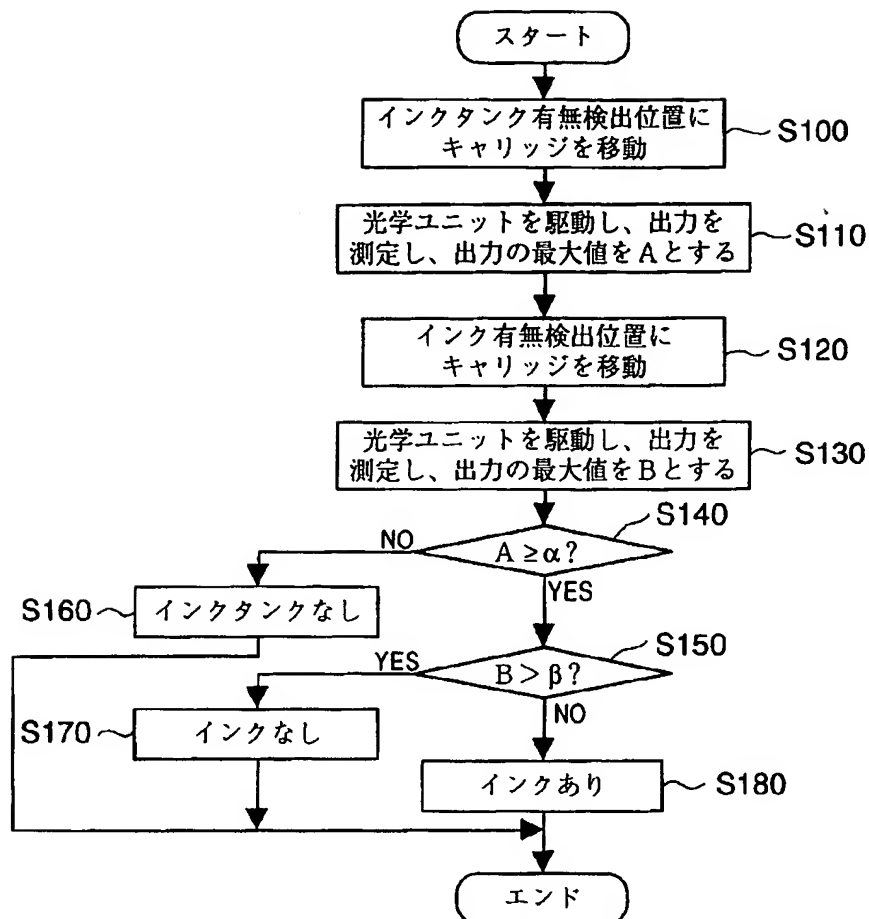 スタート
インクタンク有無検出位置に
キャリッジを移動
S100
光学ユニットを駆動し、出力を
測定し、出力の最大値をAとする
S110
インク有無検出位置に
キャリッジを移動
S120
光学ユニットを駆動し、出力を
測定し、出力の最大値をBとする
S130
S140
NO
A≧α?
YES
S160
インクタンクなし
S150
YES
B>β?
NO
S170
インクなし
インクあり
S180
エンド